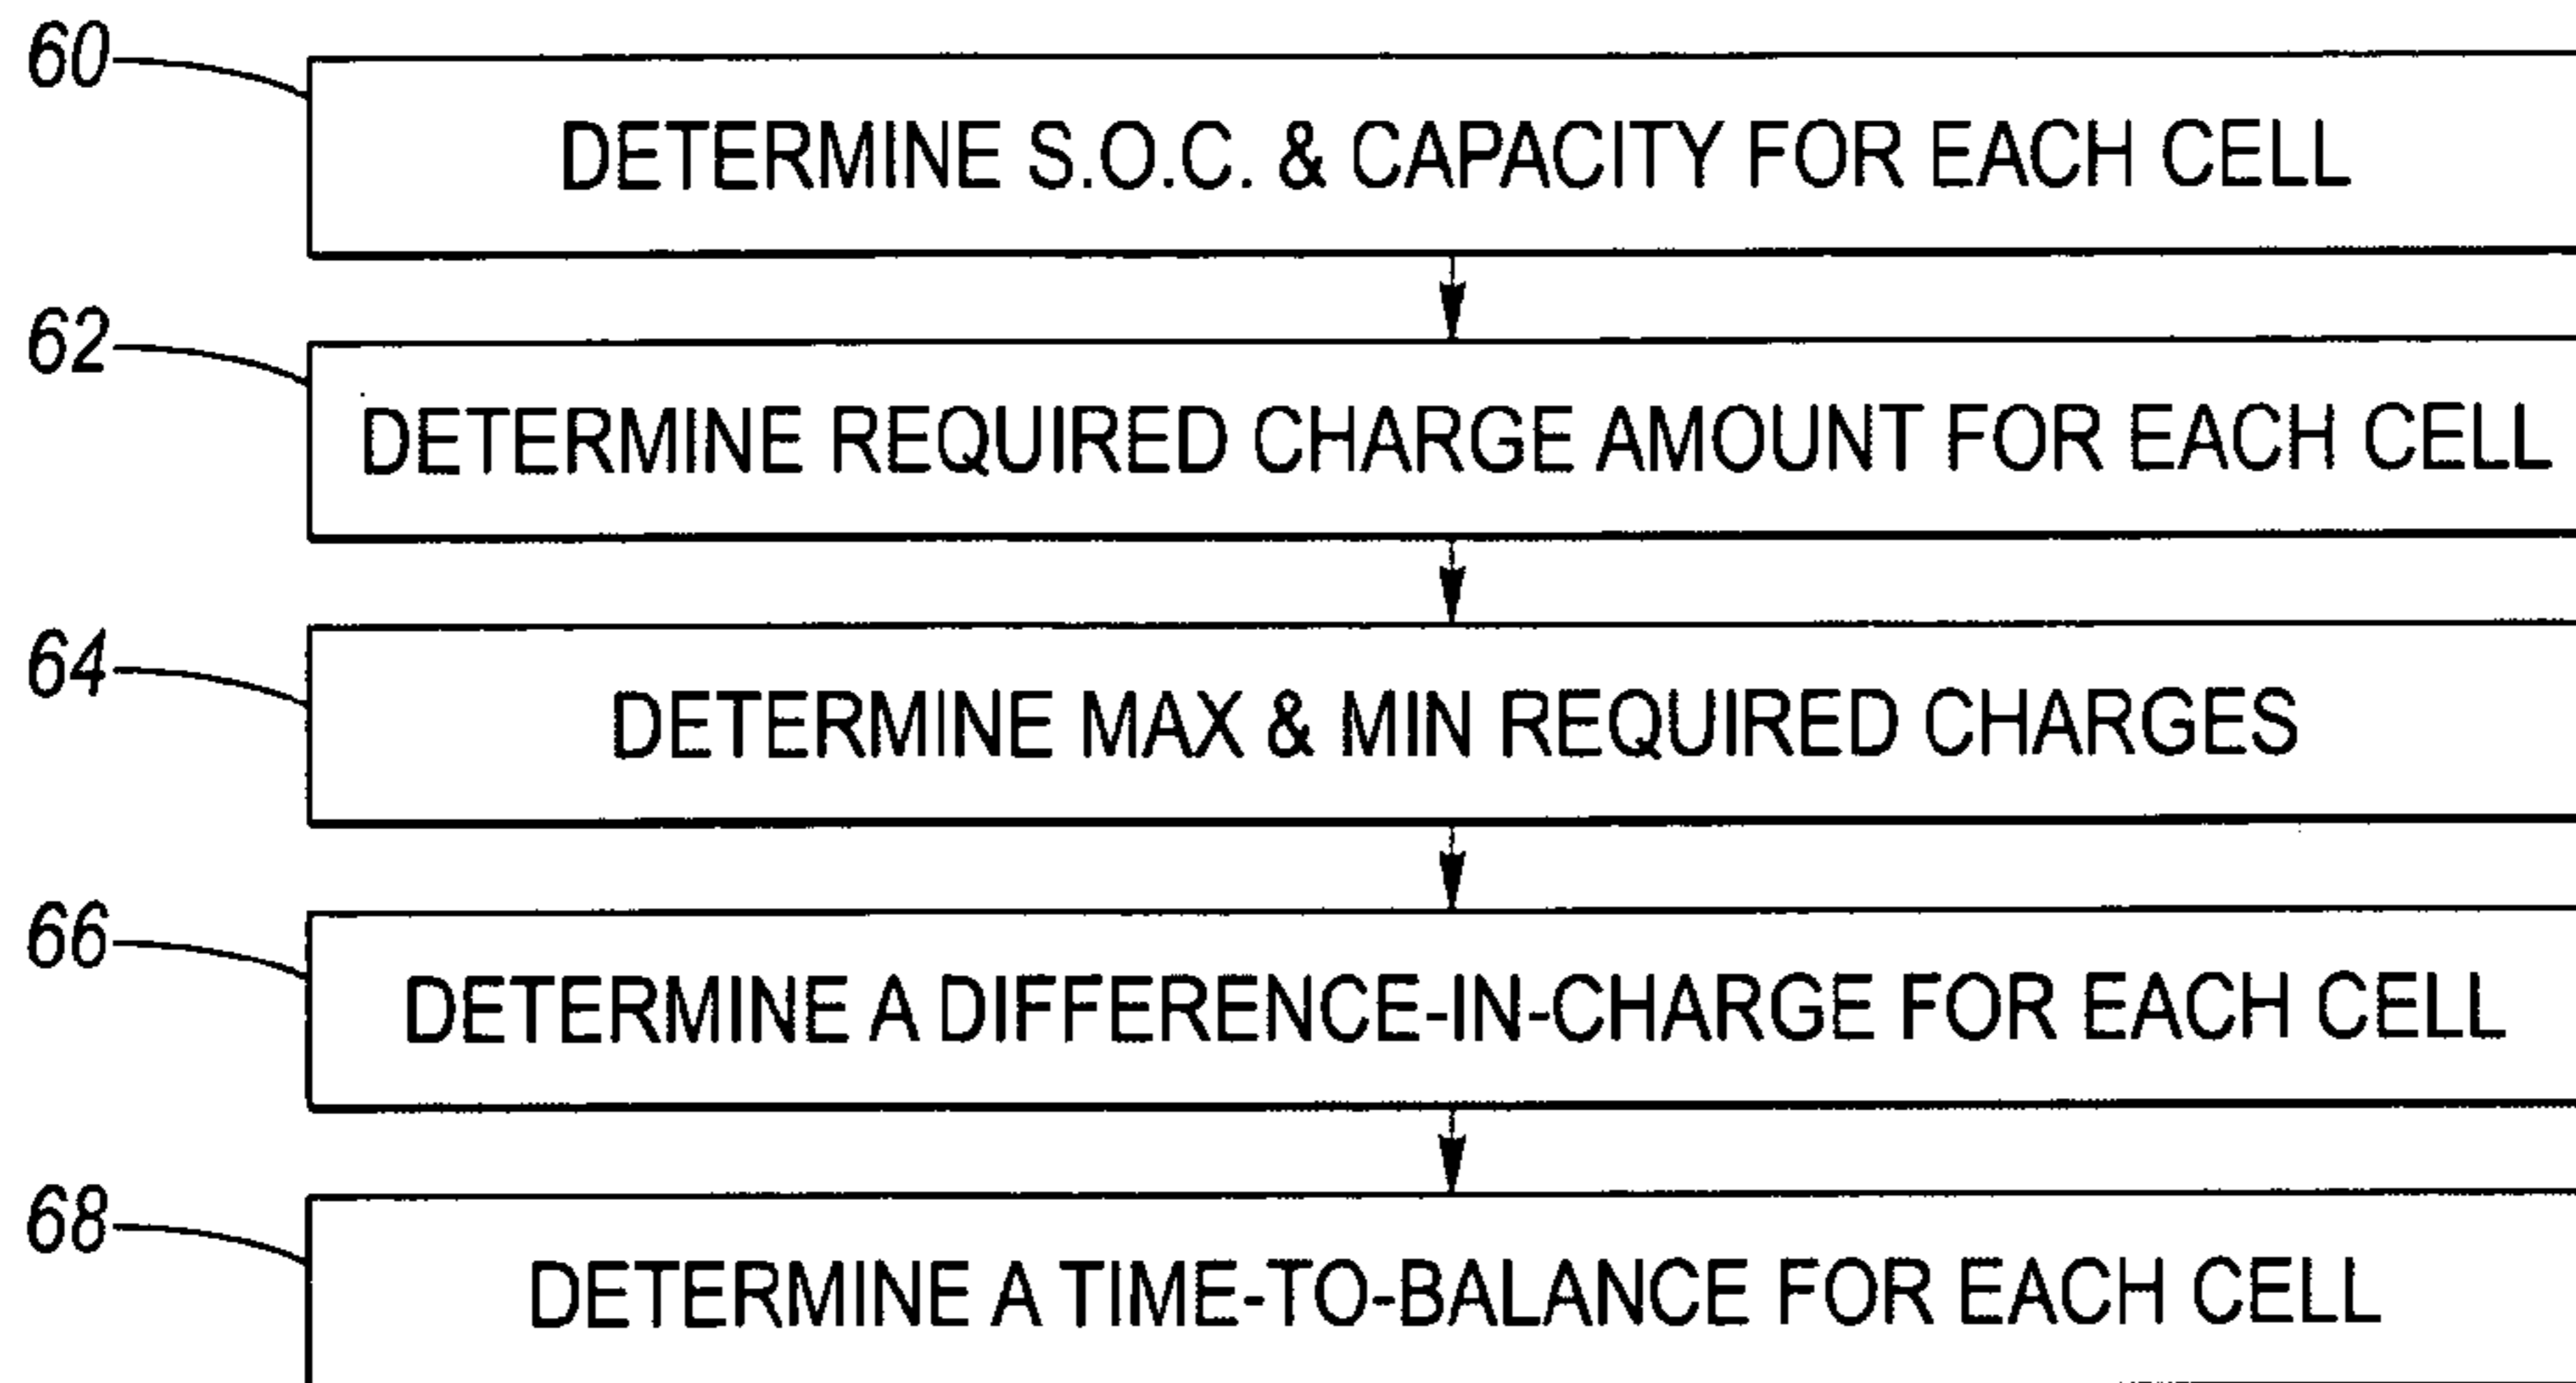 60
DETERMINE S.O.C. & CAPACITY FOR EACH CELL
62
DETERMINE REQUIRED CHARGE AMOUNT FOR EACH CELL
64
DETERMINE MAX & MIN REQUIRED CHARGES
66
DETERMINE A DIFFERENCE-IN-CHARGE FOR EACH CELL
68
DETERMINE A TIME-TO-BALANCE FOR EACH CELL